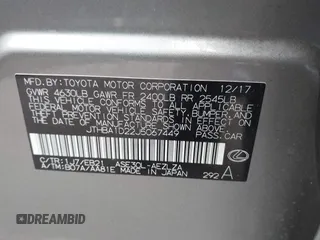 MFD. BY: TOYOTA MOTOR CORPORATION 12/17
GVWR 4630LB GAWR FR 2400LB RR 2545LB
THIS VEHICLE CONFORMS TO ALL APPLICABLE
FEDERAL MOTOR VEHICLE SAFETY, BUMPER, AND
THEFT PREVENTION STANDARDS IN EFFECT ON
THE DATE OF MANUFACTURE SHOWN ABOVE.
JTHBA1D22J5067449 PASS. CAR
C/TR: 1J7/EB21 ASE30L-AEZLZA
A/TM: B07A/AA81E MADE IN JAPAN
292 A
DREAMBID